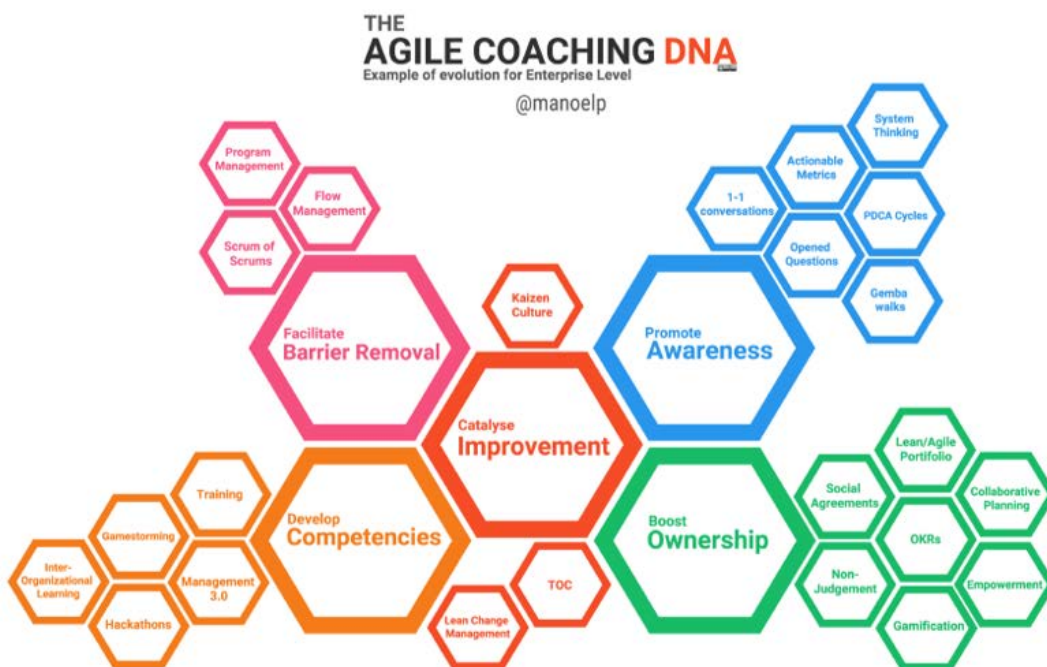 THE
AGILE COACHING DNA
Example of evolution for Enterprise Level
@manoelp
Program
Management
Flow
Management
Scrum of
Scrums
Facilitate
Barrier Removal
Kaizen
Culture
Catalyse
Improvement
TOC
Lean Change
Management
System
Thinking
Actionable
Metrics
1-1
conversations
PDCA Cycles
Opened
Questions
Gemba
walks
Promote
Awareness
Training
Gamestorming
Inter-
Organizational
Learning
Management
3.0
Hackathons
Develop
Competencies
Boost
Ownership
Lean/Agile
Portifolio
Social
Agreements
Collaborative
Planning
OKRs
Non-
Judgement
Empowerment
Gamification